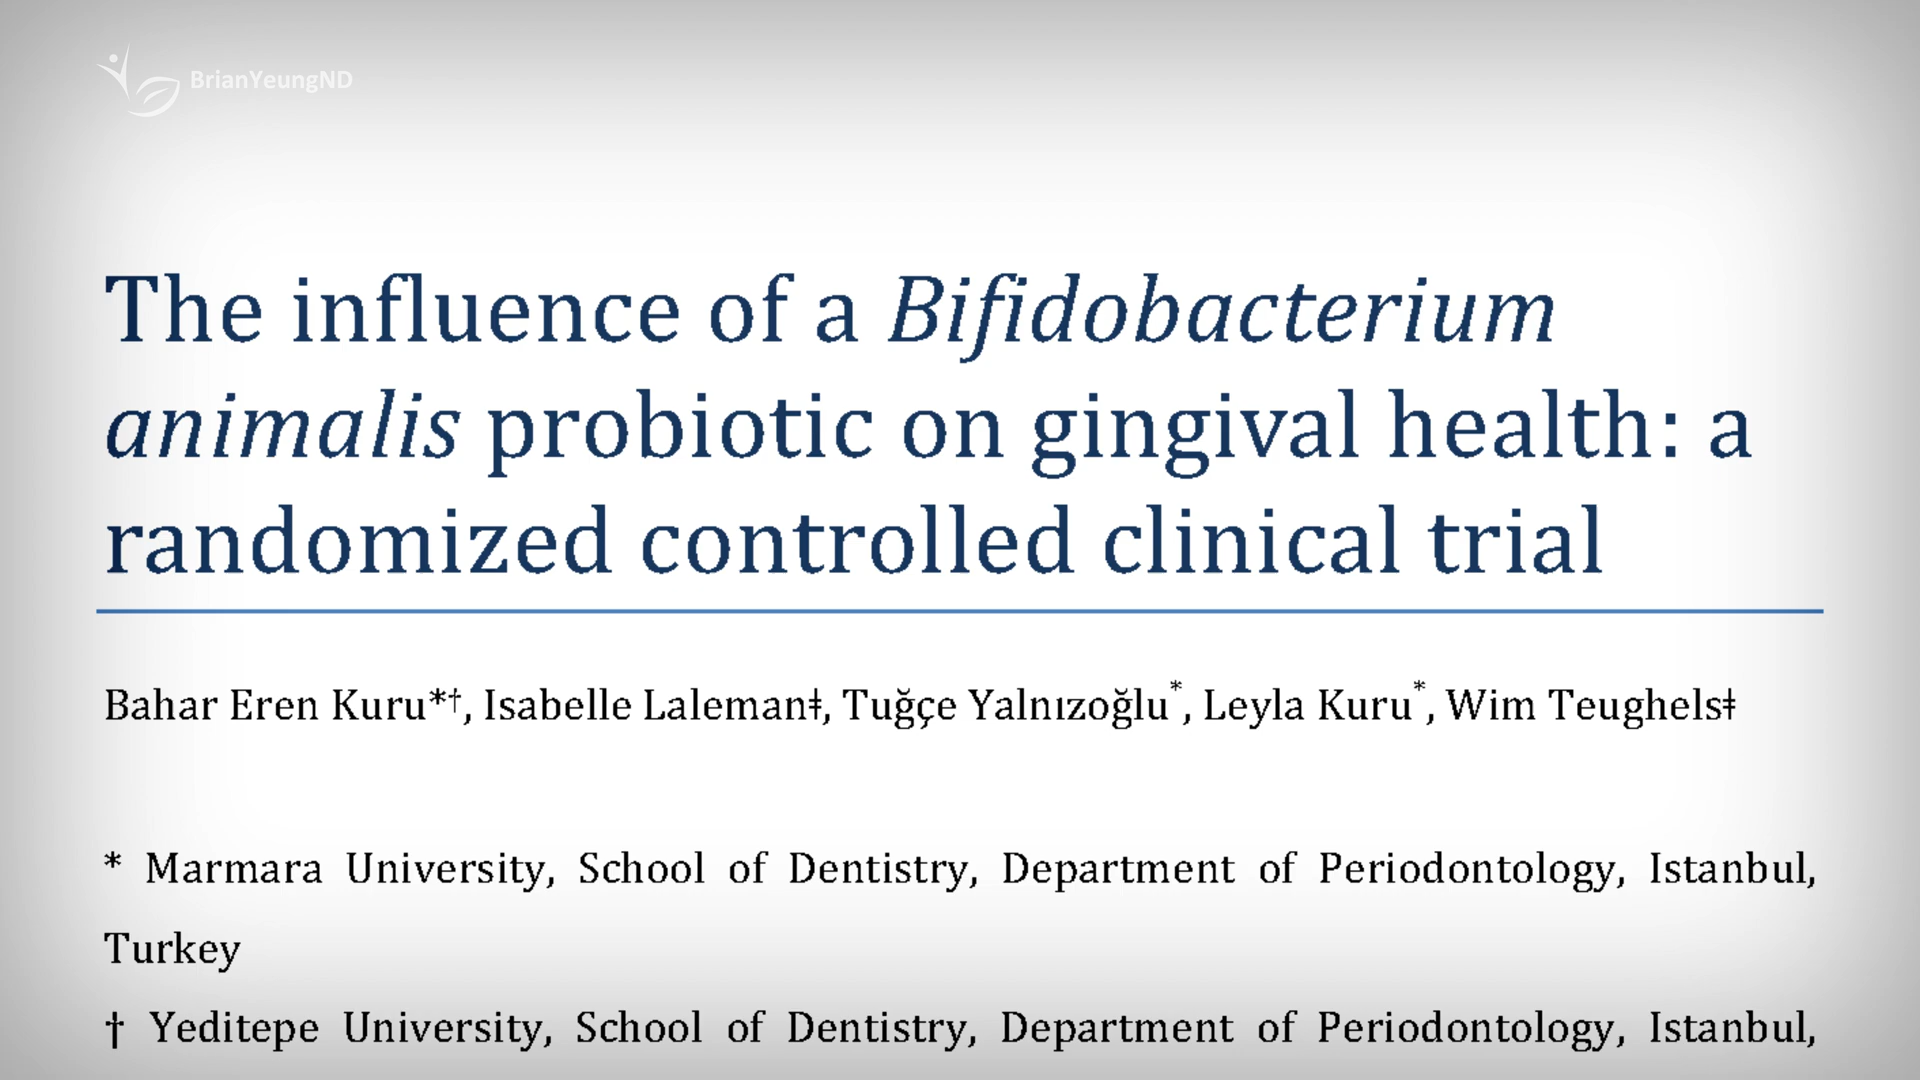 BrianYeungND
The influence of a Bifidobacterium
animalis probiotic on gingival health: a
randomized controlled clinical trial
Bahar Eren Kuru*†, Isabelle Laleman‡, Tuğçe Yalnızoğlu*, Leyla Kuru*, Wim Teughels‡
* Marmara University, School of Dentistry, Department of Periodontology, Istanbul,
Turkey
† Yeditepe University, School of Dentistry, Department of Periodontology, Istanbul,